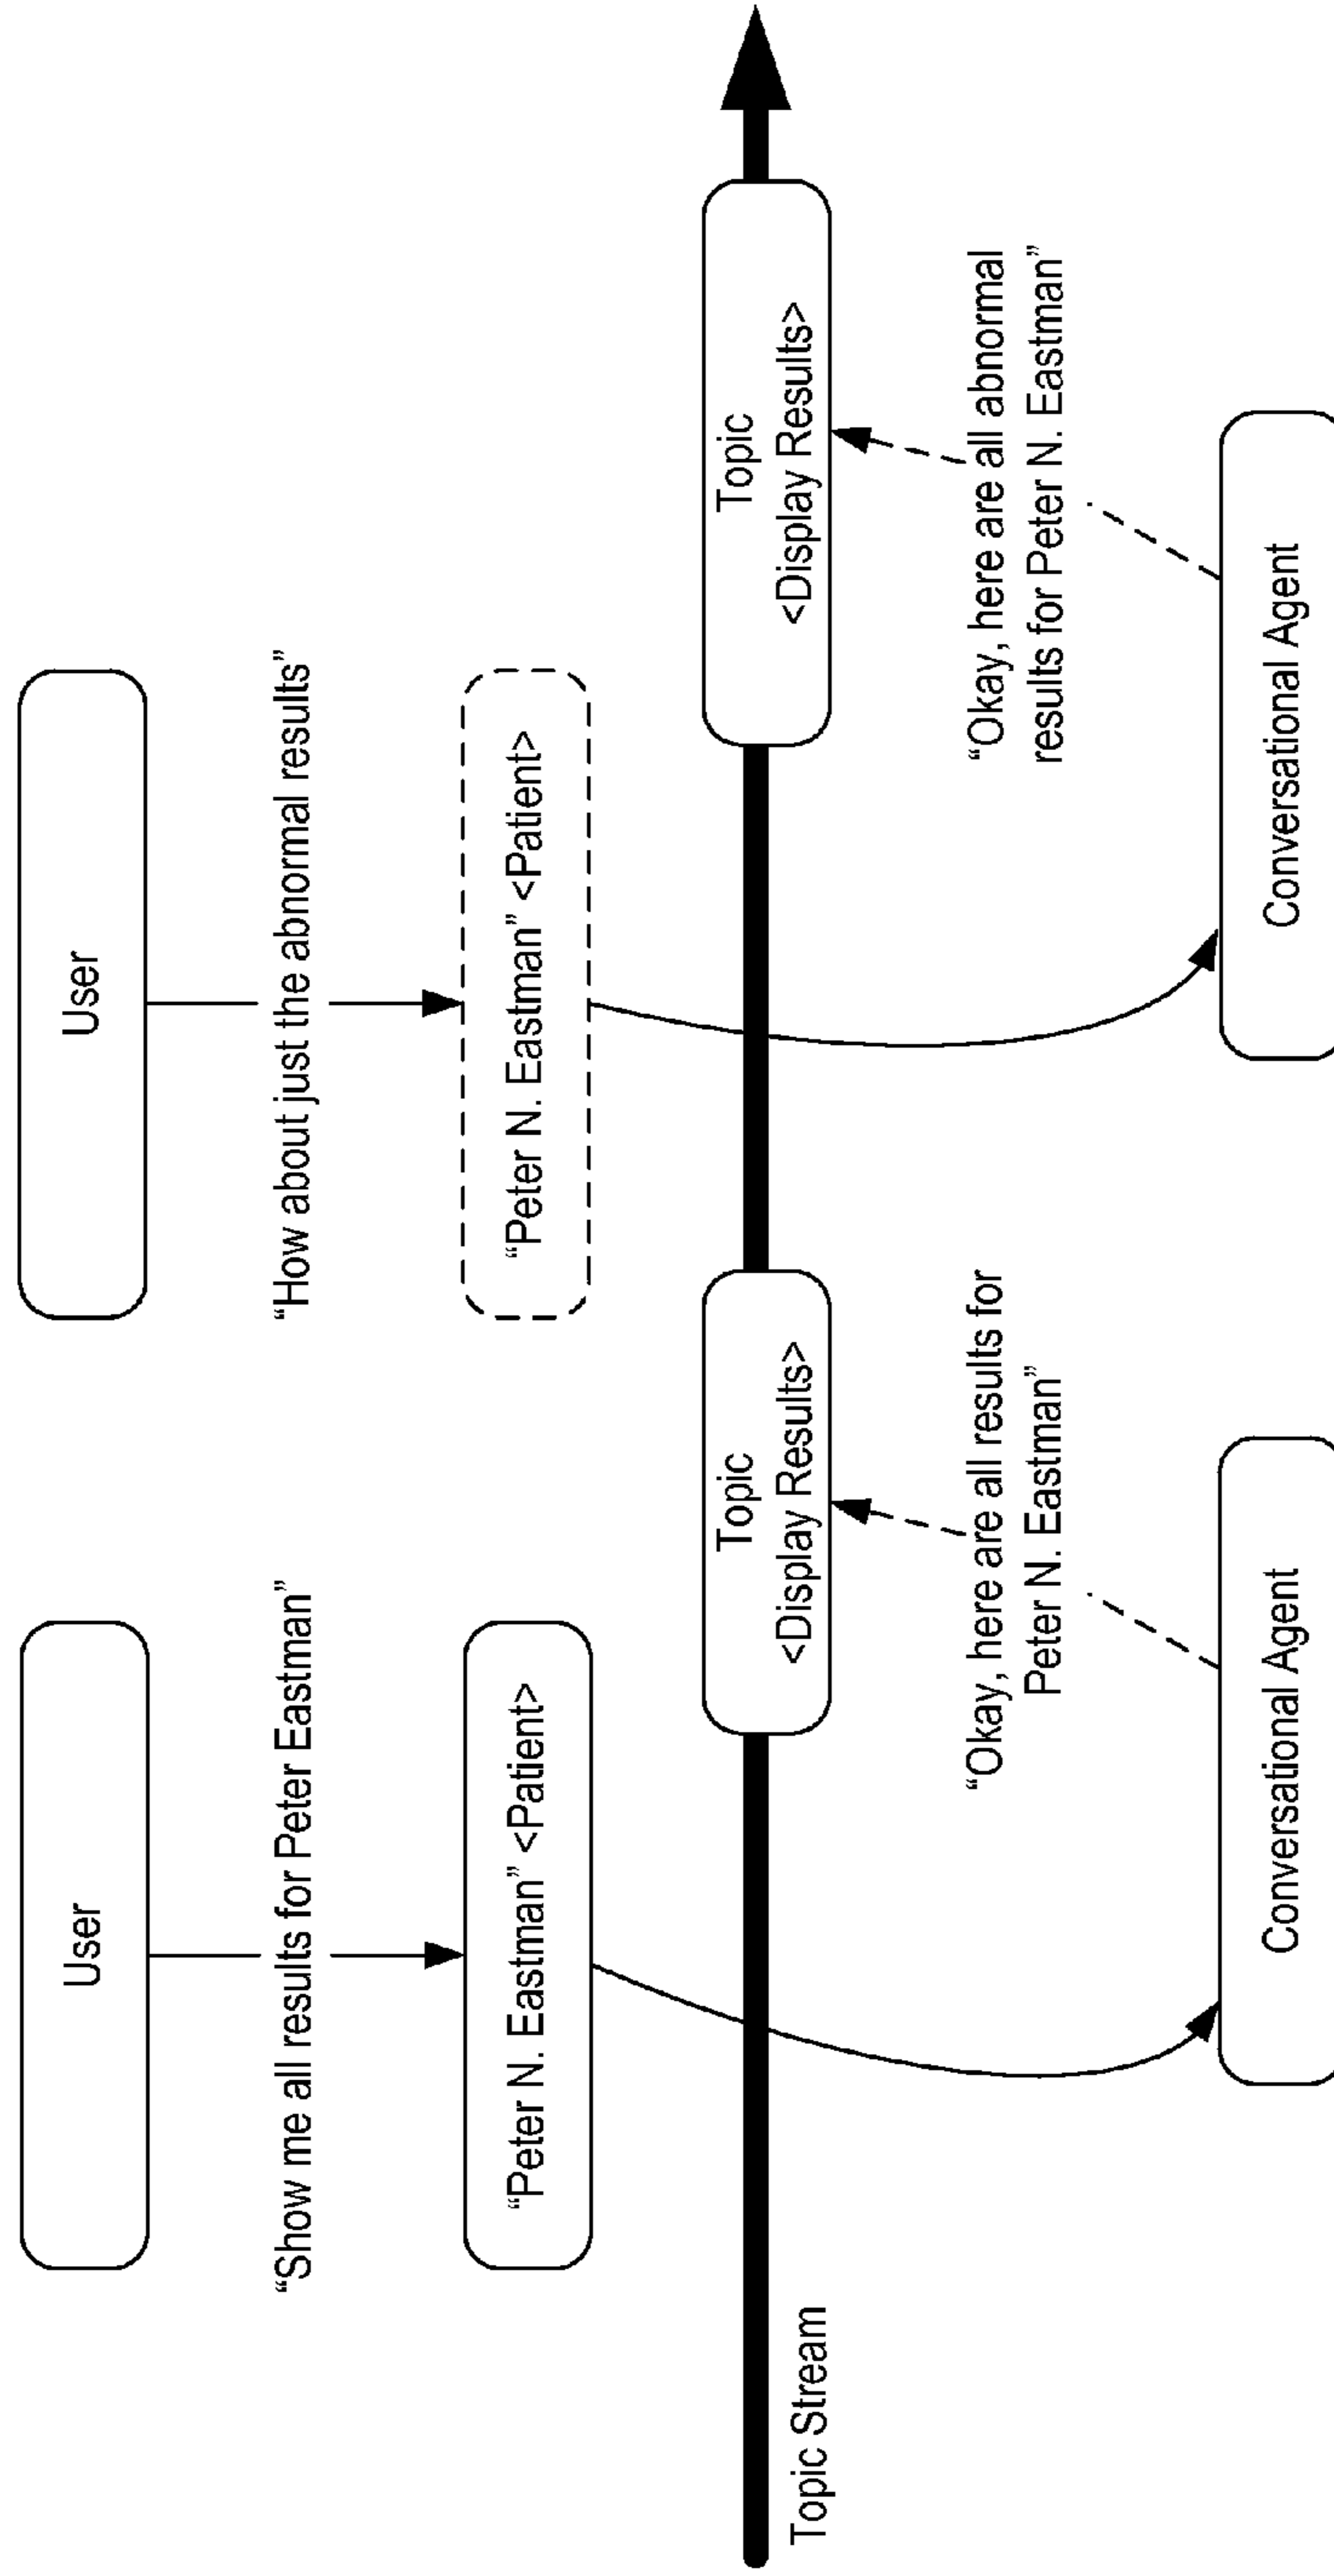 User
“Show me all results for Peter Eastman”
“Peter N. Eastman” <Patient>
Topic Stream
Topic
<Display Results>
“Okay, here are all results for
Peter N. Eastman”
Conversational Agent
User
“How about just the abnormal results”
“Peter N. Eastman” <Patient>
Topic
<Display Results>
“Okay, here are all abnormal
results for Peter N. Eastman”
Conversational Agent